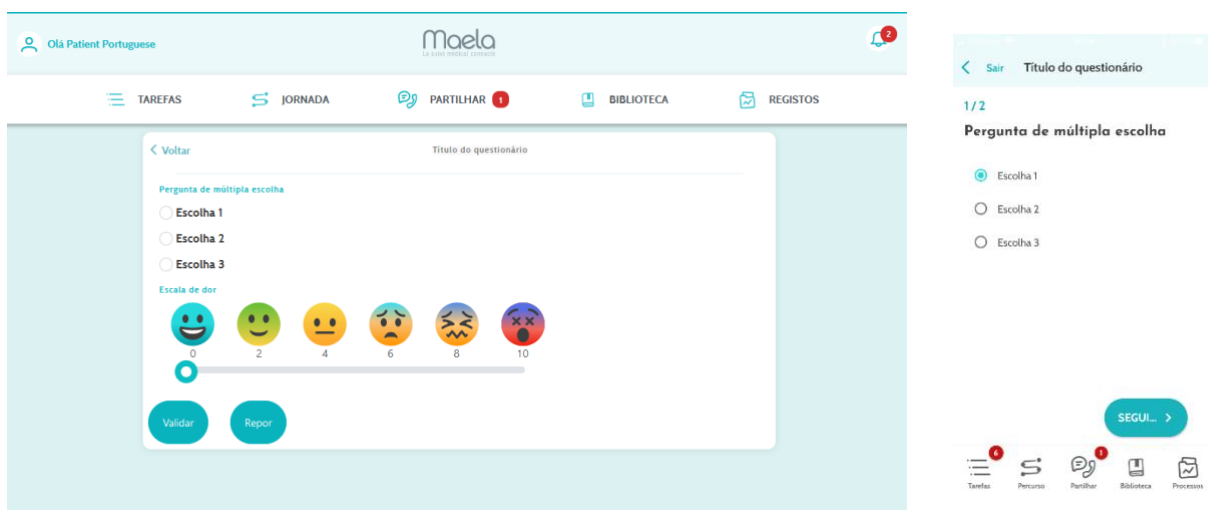 Olá Patient Portuguese
Maela
Le suivi médical connecté
2
TAREFAS
JORNADA
PARTILHAR 1
BIBLIOTECA
REGISTOS
Voltar
Título do questionário
Pergunta de múltipla escolha
Escolha 1
Escolha 2
Escolha 3
Escala de dor
0 2 4 6 8 10
Validar
Repor
Sair
Título do questionário
1/2
Pergunta de múltipla escolha
Escolha 1
Escolha 2
Escolha 3
SEGUI...
6
1
Tarefas
Percurso
Partilhar
Biblioteca
Processos